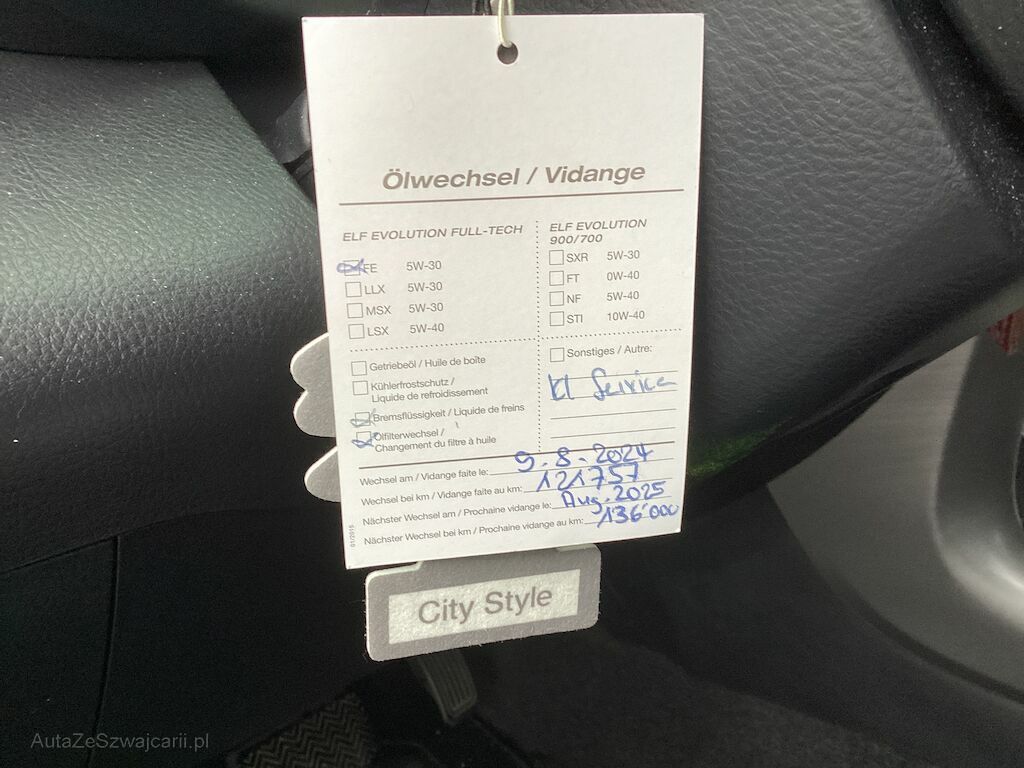 Ölwechsel / Vidange
ELF EVOLUTION FULL-TECH
FE 5W-30
LLX 5W-30
MSX 5W-30
LSX 5W-40
ELF EVOLUTION
900/700
SXR 5W-30
FT 0W-40
NF 5W-40
STI 10W-40
Getriebeöl / Huile de boîte
Kühlerfrostschutz /
Liquide de refroidissement
Bremsflüssigkeit / Liquide de freins
Ölfilterwechsel /
Changement du filtre à huile
Sonstiges / Autre:
kl Service
Wechsel am / Vidange faite le: 9.8.2024
Wechsel bei km / Vidange faite au km: 121757
Nächster Wechsel am / Prochaine vidange le: Aug. 2025
Nächster Wechsel bei km / Prochaine vidange au km: 136'000
01/2015
City Style
AutaZeSzwajcarii.pl